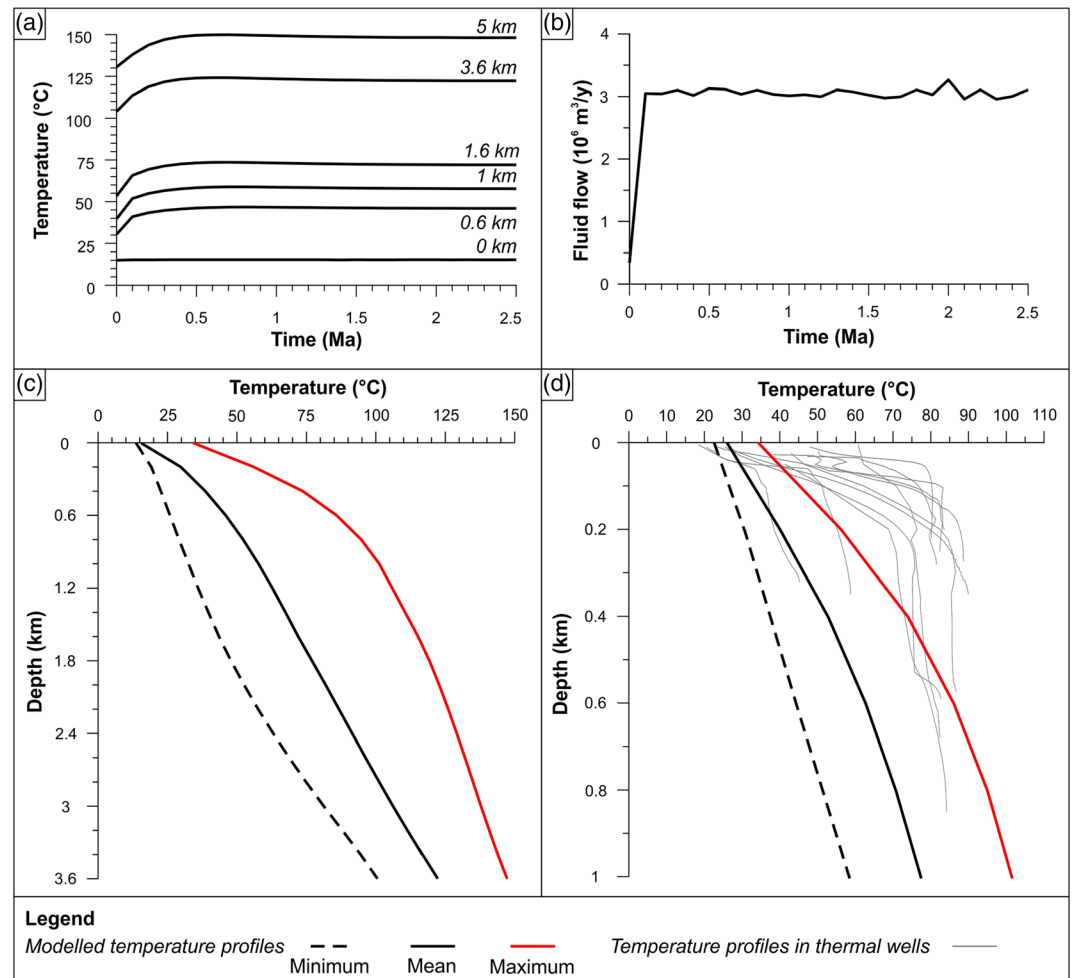 (a)
150
125
100
75
50
25
0
Temperature (°C)
5 km
3.6 km
1.6 km
1 km
0.6 km
0 km
0 0.5 1 1.5 2 2.5
Time (Ma)
(b)
4
3
2
1
0
Fluid flow (10⁶ m³/y)
0 0.5 1 1.5 2 2.5
Time (Ma)
(c)
Temperature (°C)
0 25 50 75 100 125 150
0
0.6
1.2
1.8
2.4
3
3.6
Depth (km)
(d)
Temperature (°C)
0 10 20 30 40 50 60 70 80 90 100 110
0
0.2
0.4
0.6
0.8
1
Depth (km)
Legend
Modelled temperature profiles
Minimum Mean Maximum
Temperature profiles in thermal wells